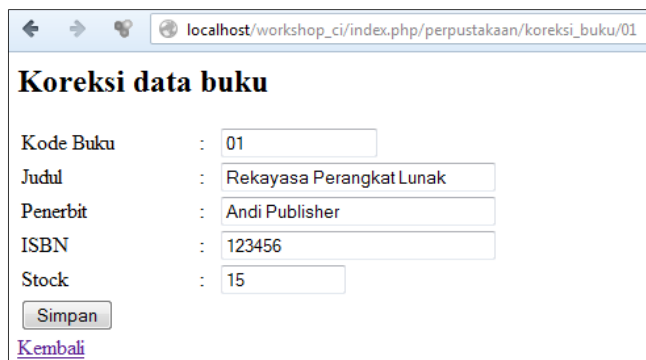 localhost/workshop_ci/index.php/perpustakaan/koreksi_buku/01
Koreksi data buku
Kode Buku : 01
Judul : Rekayasa Perangkat Lunak
Penerbit : Andi Publisher
ISBN : 123456
Stock : 15
Simpan
Kembali